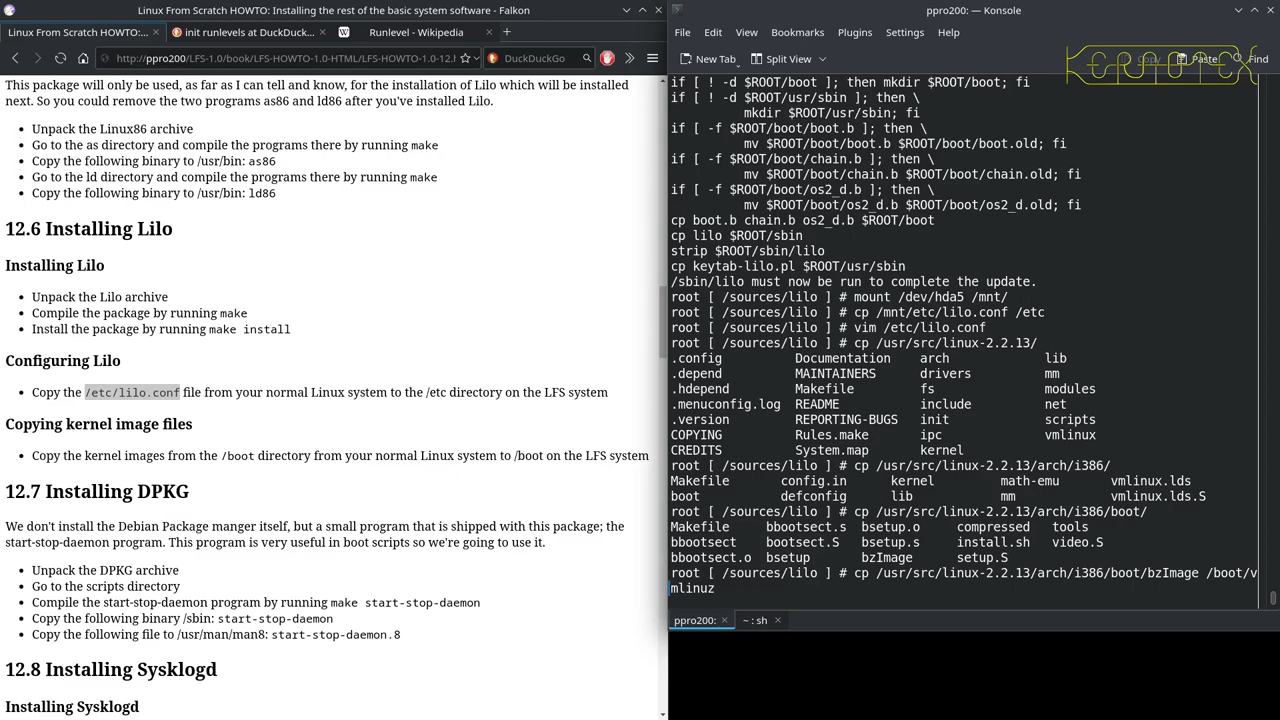 Linux From Scratch HOWTO: Installing the rest of the basic system software - Falkon
Linux From Scratch HOWTO:...
init runlevels at DuckDuck...
Runlevel - Wikipedia
http://ppro200/LFS-1.0/book/LFS-HOWTO-1.0-HTML/LFS-HOWTO-1.0-12.h
DuckDuckGo
This package will only be used, as far as I can tell and know, for the installation of Lilo which will be installed
next. So you could remove the two programs as86 and ld86 after you've installed Lilo.
Unpack the Linux86 archive
Go to the as directory and compile the programs there by running make
Copy the following binary to /usr/bin: as86
Go to the ld directory and compile the programs there by running make
Copy the following binary to /usr/bin: ld86
12.6 Installing Lilo
Installing Lilo
Unpack the Lilo archive
Compile the package by running make
Install the package by running make install
Configuring Lilo
Copy the /etc/lilo.conf file from your normal Linux system to the /etc directory on the LFS system
Copying kernel image files
Copy the kernel images from the /boot directory from your normal Linux system to /boot on the LFS system
12.7 Installing DPKG
We don't install the Debian Package manger itself, but a small program that is shipped with this package; the
start-stop-daemon program. This program is very useful in boot scripts so we're going to use it.
Unpack the DPKG archive
Go to the scripts directory
Compile the start-stop-daemon program by running make start-stop-daemon
Copy the following binary /sbin: start-stop-daemon
Copy the following file to /usr/man/man8: start-stop-daemon.8
12.8 Installing Sysklogd
Installing Sysklogd
ppro200: — Konsole
File Edit View Bookmarks Plugins Settings Help
New Tab Split View Copy Paste Find
if [ ! -d $ROOT/boot ]; then mkdir $ROOT/boot; fi
if [ ! -d $ROOT/usr/sbin ]; then \
mkdir $ROOT/usr/sbin; fi
if [ -f $ROOT/boot/boot.b ]; then \
mv $ROOT/boot/boot.b $ROOT/boot/boot.old; fi
if [ -f $ROOT/boot/chain.b ]; then \
mv $ROOT/boot/chain.b $ROOT/boot/chain.old; fi
if [ -f $ROOT/boot/os2_d.b ]; then \
mv $ROOT/boot/os2_d.b $ROOT/boot/os2_d.old; fi
cp boot.b chain.b os2_d.b $ROOT/boot
cp lilo $ROOT/sbin
strip $ROOT/sbin/lilo
cp keytab-lilo.pl $ROOT/usr/sbin
/sbin/lilo must now be run to complete the update.
root [ /sources/lilo ] # mount /dev/hda5 /mnt/
root [ /sources/lilo ] # cp /mnt/etc/lilo.conf /etc
root [ /sources/lilo ] # vim /etc/lilo.conf
root [ /sources/lilo ] # cp /usr/src/linux-2.2.13/
.config Documentation arch lib
.depend MAINTAINERS drivers mm
.hdepend Makefile fs modules
.menuconfig.log README include net
.version REPORTING-BUGS init scripts
COPYING Rules.make ipc vmlinux
CREDITS System.map kernel
root [ /sources/lilo ] # cp /usr/src/linux-2.2.13/arch/i386/
Makefile config.in kernel math-emu vmlinux.lds
boot defconfig lib mm vmlinux.lds.S
root [ /sources/lilo ] # cp /usr/src/linux-2.2.13/arch/i386/boot/
Makefile bbootsect.s bsetup.o compressed tools
bbootsect bootsect.S bsetup.s install.sh video.S
bbootsect.o bsetup bzImage setup.S
root [ /sources/lilo ] # cp /usr/src/linux-2.2.13/arch/i386/boot/bzImage /boot/v
mlinuz
ppro200:
~ : sh